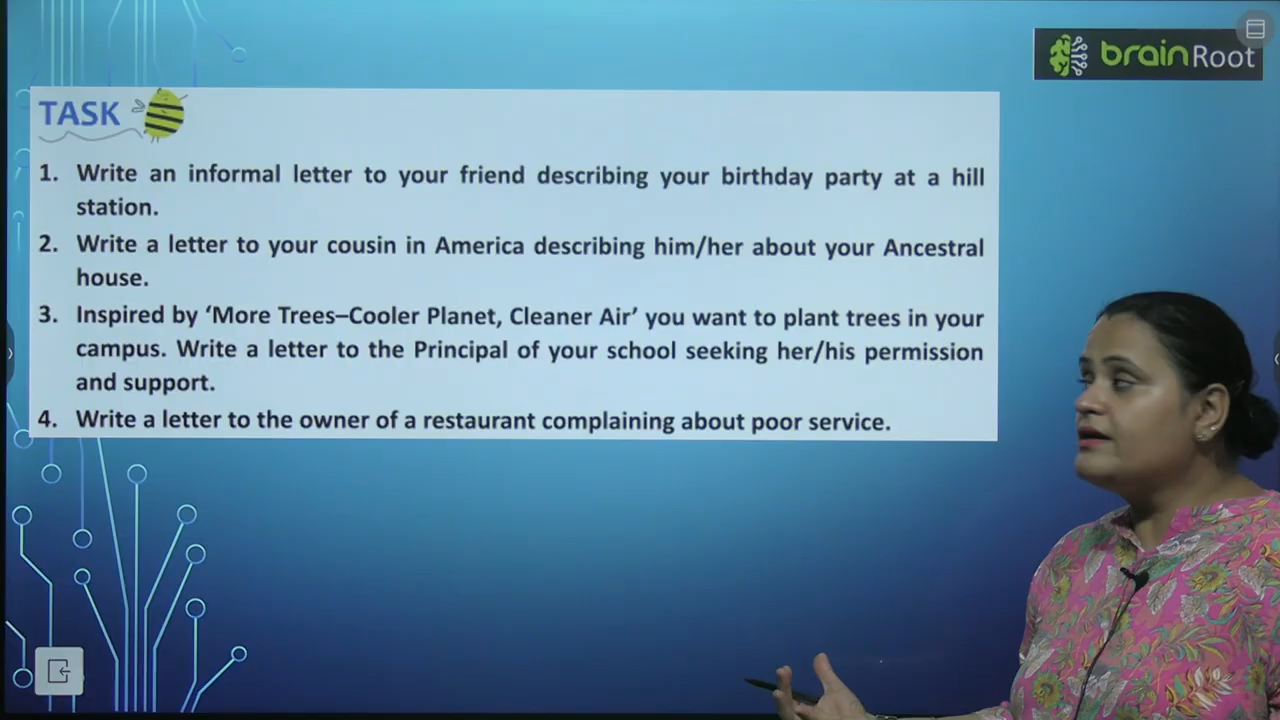 brainRoot
TASK
1. Write an informal letter to your friend describing your birthday party at a hill
station.
2. Write a letter to your cousin in America describing him/her about your Ancestral
house.
3. Inspired by ‘More Trees–Cooler Planet, Cleaner Air’ you want to plant trees in your
campus. Write a letter to the Principal of your school seeking her/his permission
and support.
4. Write a letter to the owner of a restaurant complaining about poor service.